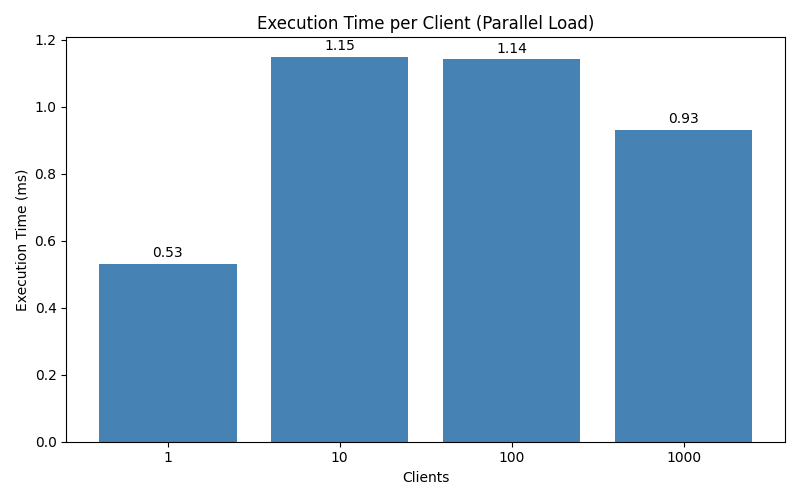 Execution Time per Client (Parallel Load)
Execution Time (ms)
1.2
1.0
0.8
0.6
0.4
0.2
0.0
0.53
1.15
1.14
0.93
1 10 100 1000
Clients